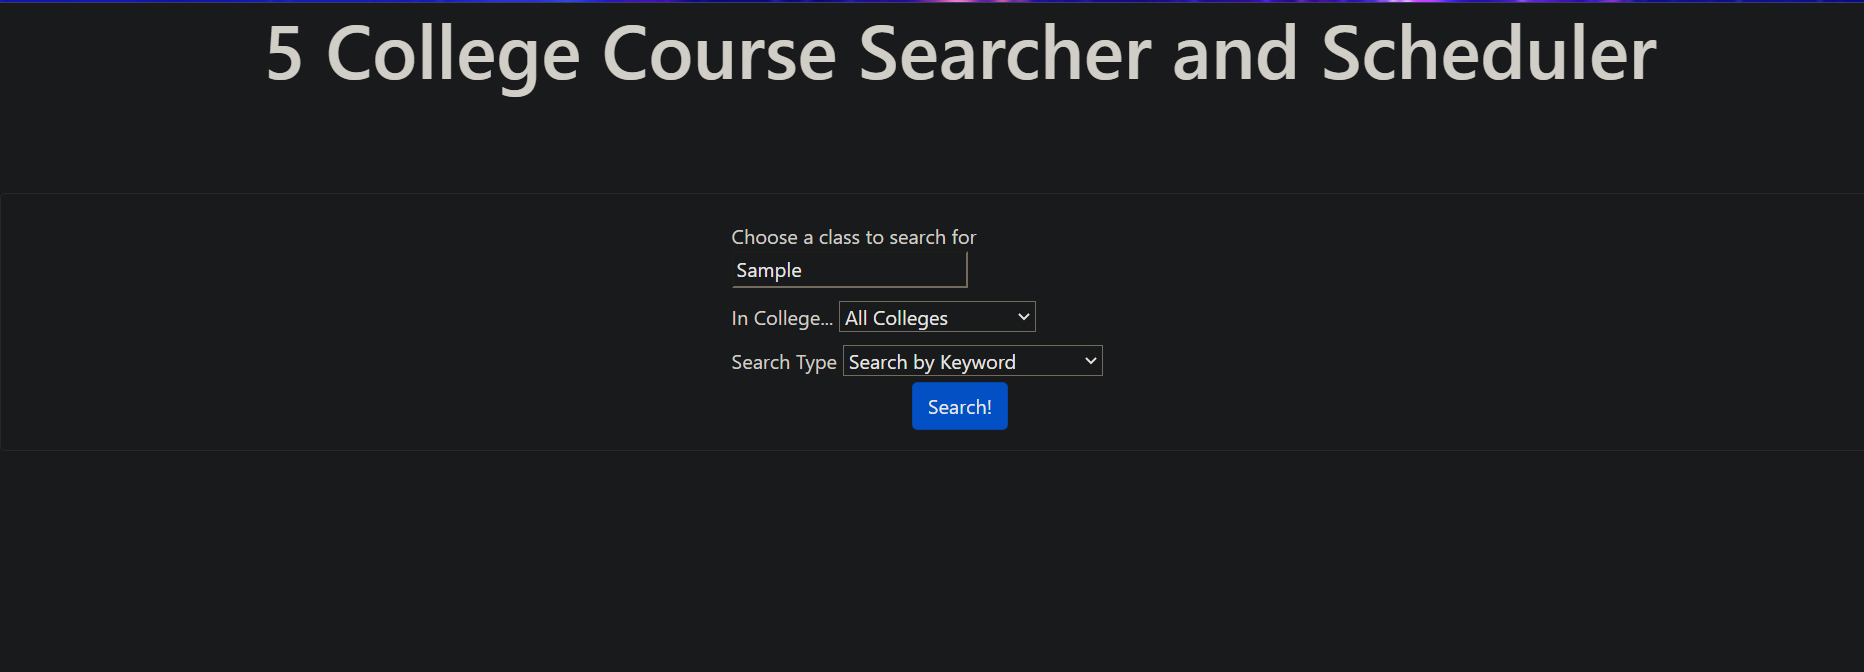 5 College Course Searcher and Scheduler
Choose a class to search for
Sample
In College... All Colleges
Search Type Search by Keyword
Search!